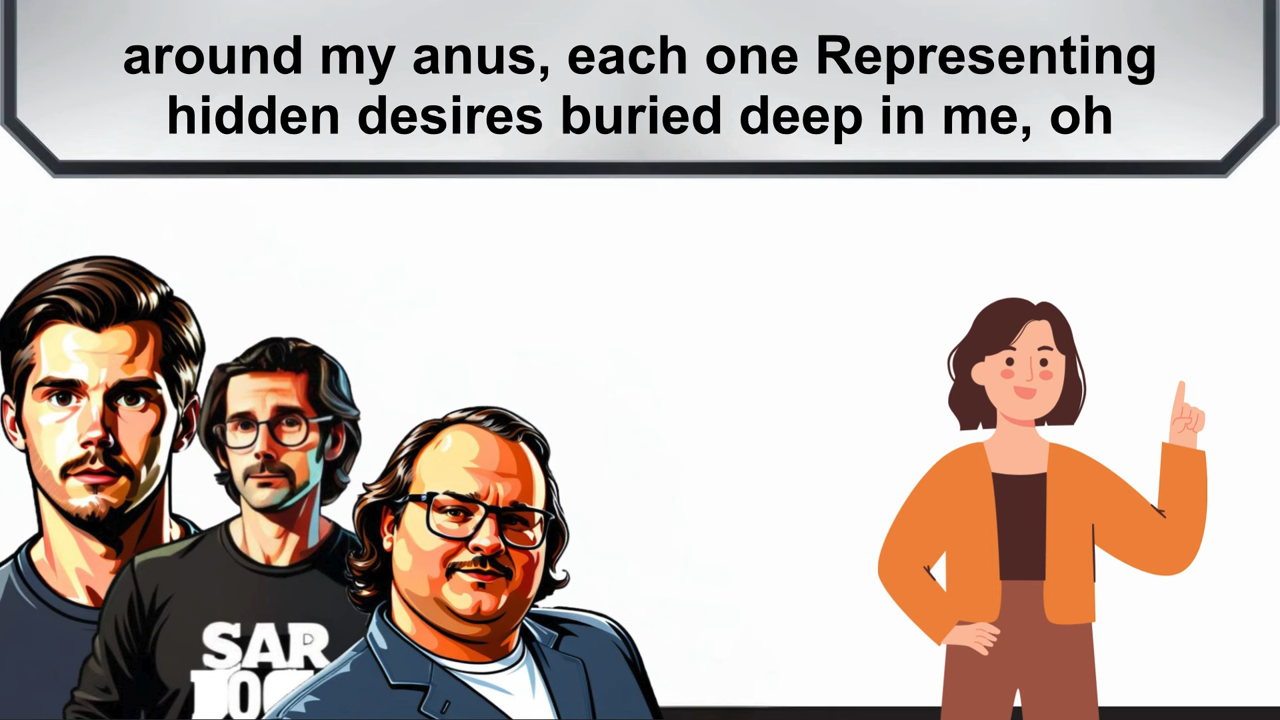 around my anus, each one Representing
hidden desires buried deep in me, oh
SAR